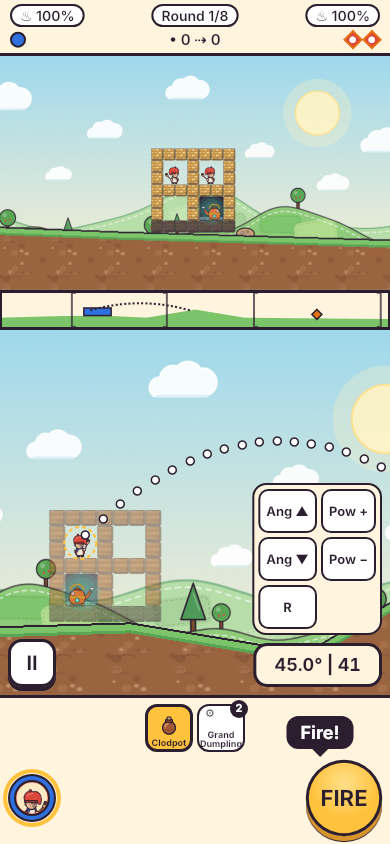 ♨ 100%
Round 1/8
♨ 100%
• 0 ⇢ 0
Ang ▲
Pow +
Ang ▼
Pow −
R
45.0° | 41
2
Clodpot
Grand
Dumpling
Fire!
FIRE